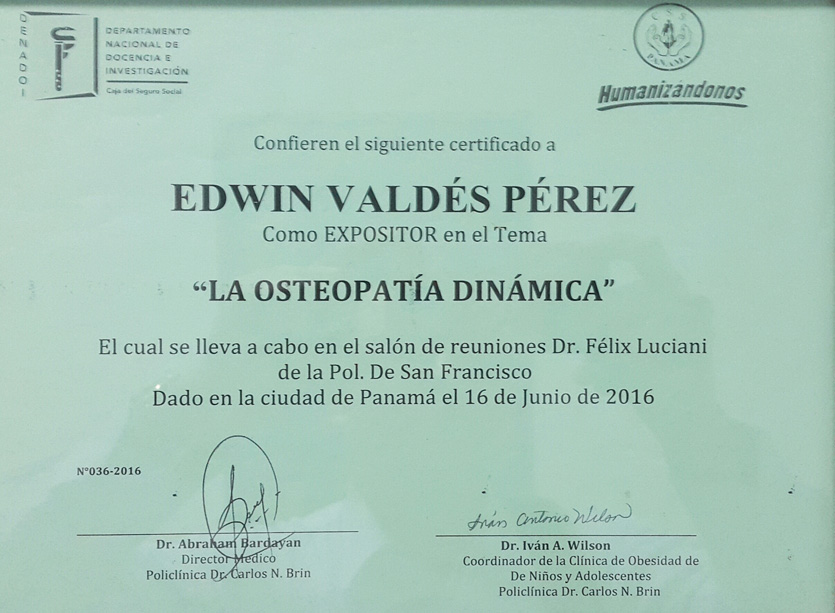 DENADOI
DEPARTAMENTO
NACIONAL DE
DOCENCIA E
INVESTIGACIÓN
Caja del Seguro Social
CSS
PANAMA
Humanizándonos
Confieren el siguiente certificado a
EDWIN VALDÉS PÉREZ
Como EXPOSITOR en el Tema
“LA OSTEOPATÍA DINÁMICA”
El cual se lleva a cabo en el salón de reuniones Dr. Félix Luciani
de la Pol. De San Francisco
Dado en la ciudad de Panamá el 16 de Junio de 2016
N°036-2016
Iván Antonio Wilson
Dr. Abraham Bardayan
Director Médico
Policlínica Dr. Carlos N. Brin
Dr. Iván A. Wilson
Coordinador de la Clínica de Obesidad de
De Niños y Adolescentes
Policlínica Dr. Carlos N. Brin